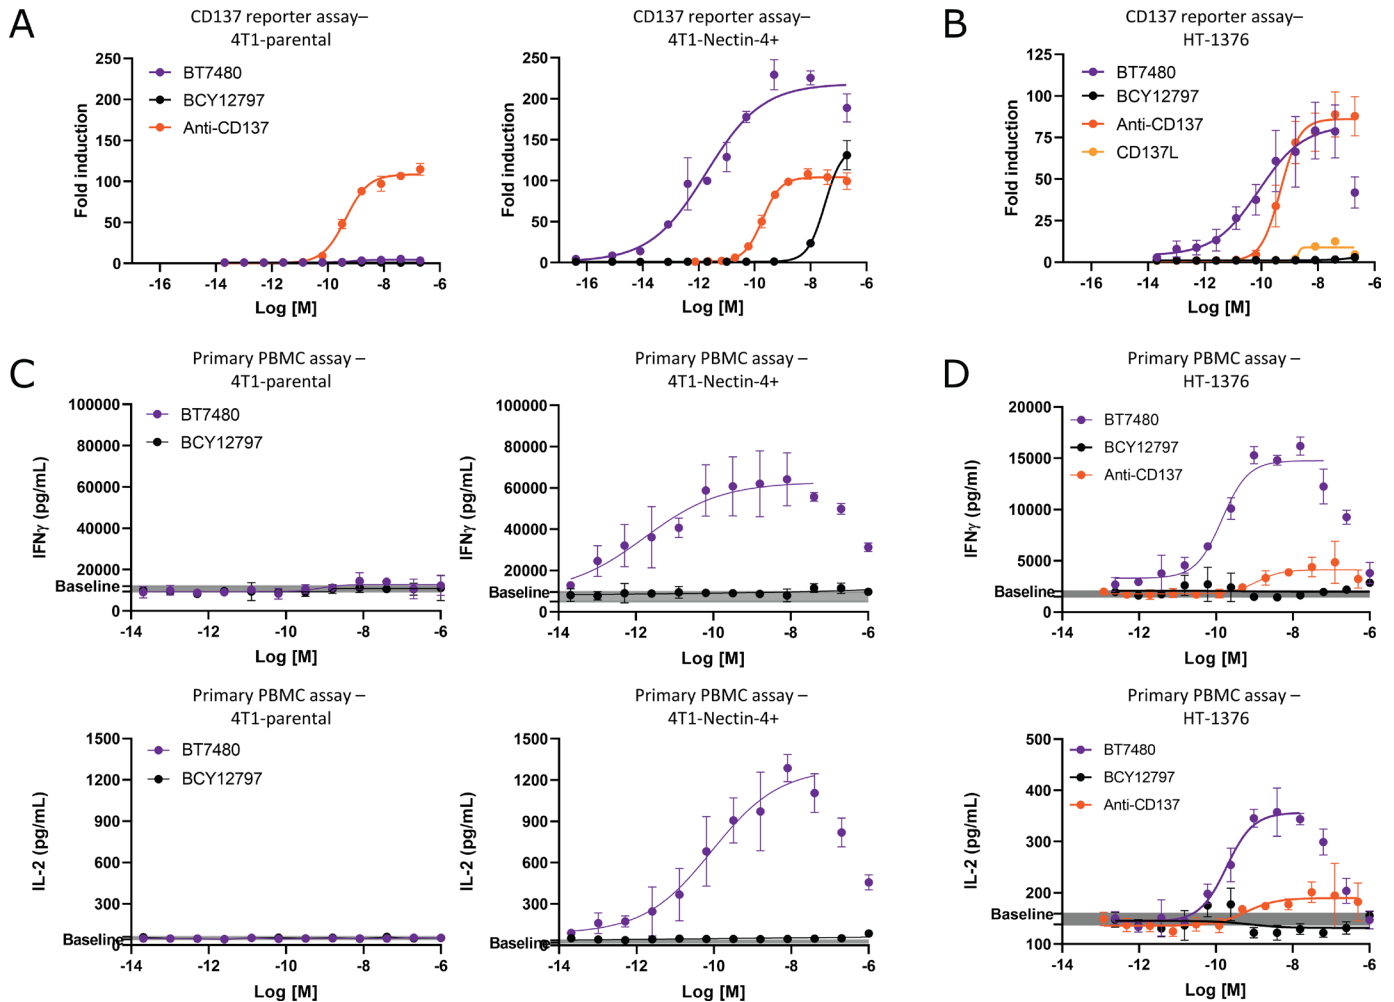 A
CD137 reporter assay–
4T1-parental
Fold induction
250
200
150
100
50
0
BT7480
BCY12797
Anti-CD137
-16
-14
-12
-10
-8
-6
Log [M]
CD137 reporter assay–
4T1-Nectin-4+
Fold induction
250
200
150
100
50
0
-16
-14
-12
-10
-8
-6
Log [M]
B
CD137 reporter assay–
HT-1376
Fold induction
125
100
75
50
25
0
BT7480
BCY12797
Anti-CD137
CD137L
-16
-14
-12
-10
-8
-6
Log [M]
C
Primary PBMC assay –
4T1-parental
IFNγ (pg/mL)
100000
80000
60000
40000
20000
Baseline
0
BT7480
BCY12797
-14
-12
-10
-8
-6
Log [M]
Primary PBMC assay –
4T1-Nectin-4+
IFNγ (pg/mL)
100000
80000
60000
40000
20000
Baseline
0
-14
-12
-10
-8
-6
Log [M]
D
Primary PBMC assay –
HT-1376
IFNγ (pg/ml)
20000
15000
10000
5000
Baseline
0
BT7480
BCY12797
Anti-CD137
-14
-12
-10
-8
-6
Log [M]
Primary PBMC assay –
4T1-parental
IL-2 (pg/mL)
1500
1200
900
600
300
Baseline
0
BT7480
BCY12797
-14
-12
-10
-8
-6
Log [M]
Primary PBMC assay –
4T1-Nectin-4+
IL-2 (pg/mL)
1500
1200
900
600
300
Baseline
0
-14
-12
-10
-8
-6
Log [M]
Primary PBMC assay –
HT-1376
IL-2 (pg/mL)
500
400
300
200
Baseline
100
BT7480
BCY12797
Anti-CD137
-14
-12
-10
-8
-6
Log [M]